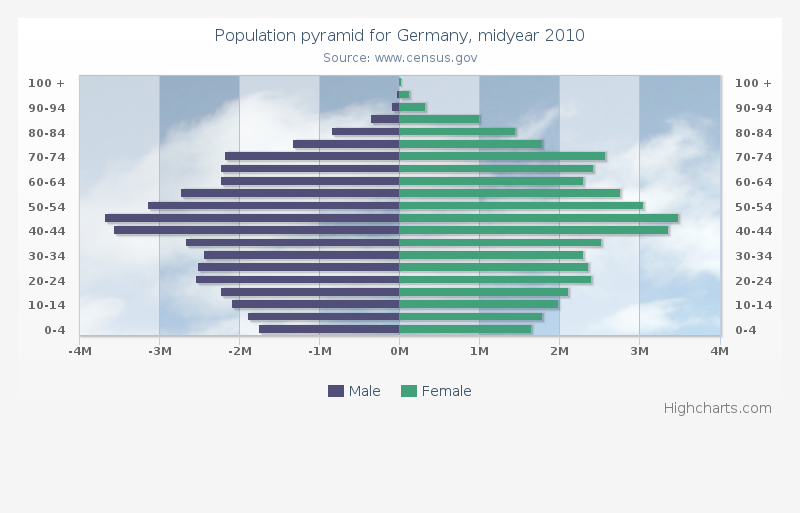 Population pyramid for Germany, midyear 2010
Source: www.census.gov
100 + 100 +
90-94 90-94
80-84 80-84
70-74 70-74
60-64 60-64
50-54 50-54
40-44 40-44
30-34 30-34
20-24 20-24
10-14 10-14
0-4 0-4
-4M -3M -2M -1M 0M 1M 2M 3M 4M
Male Female
Highcharts.com